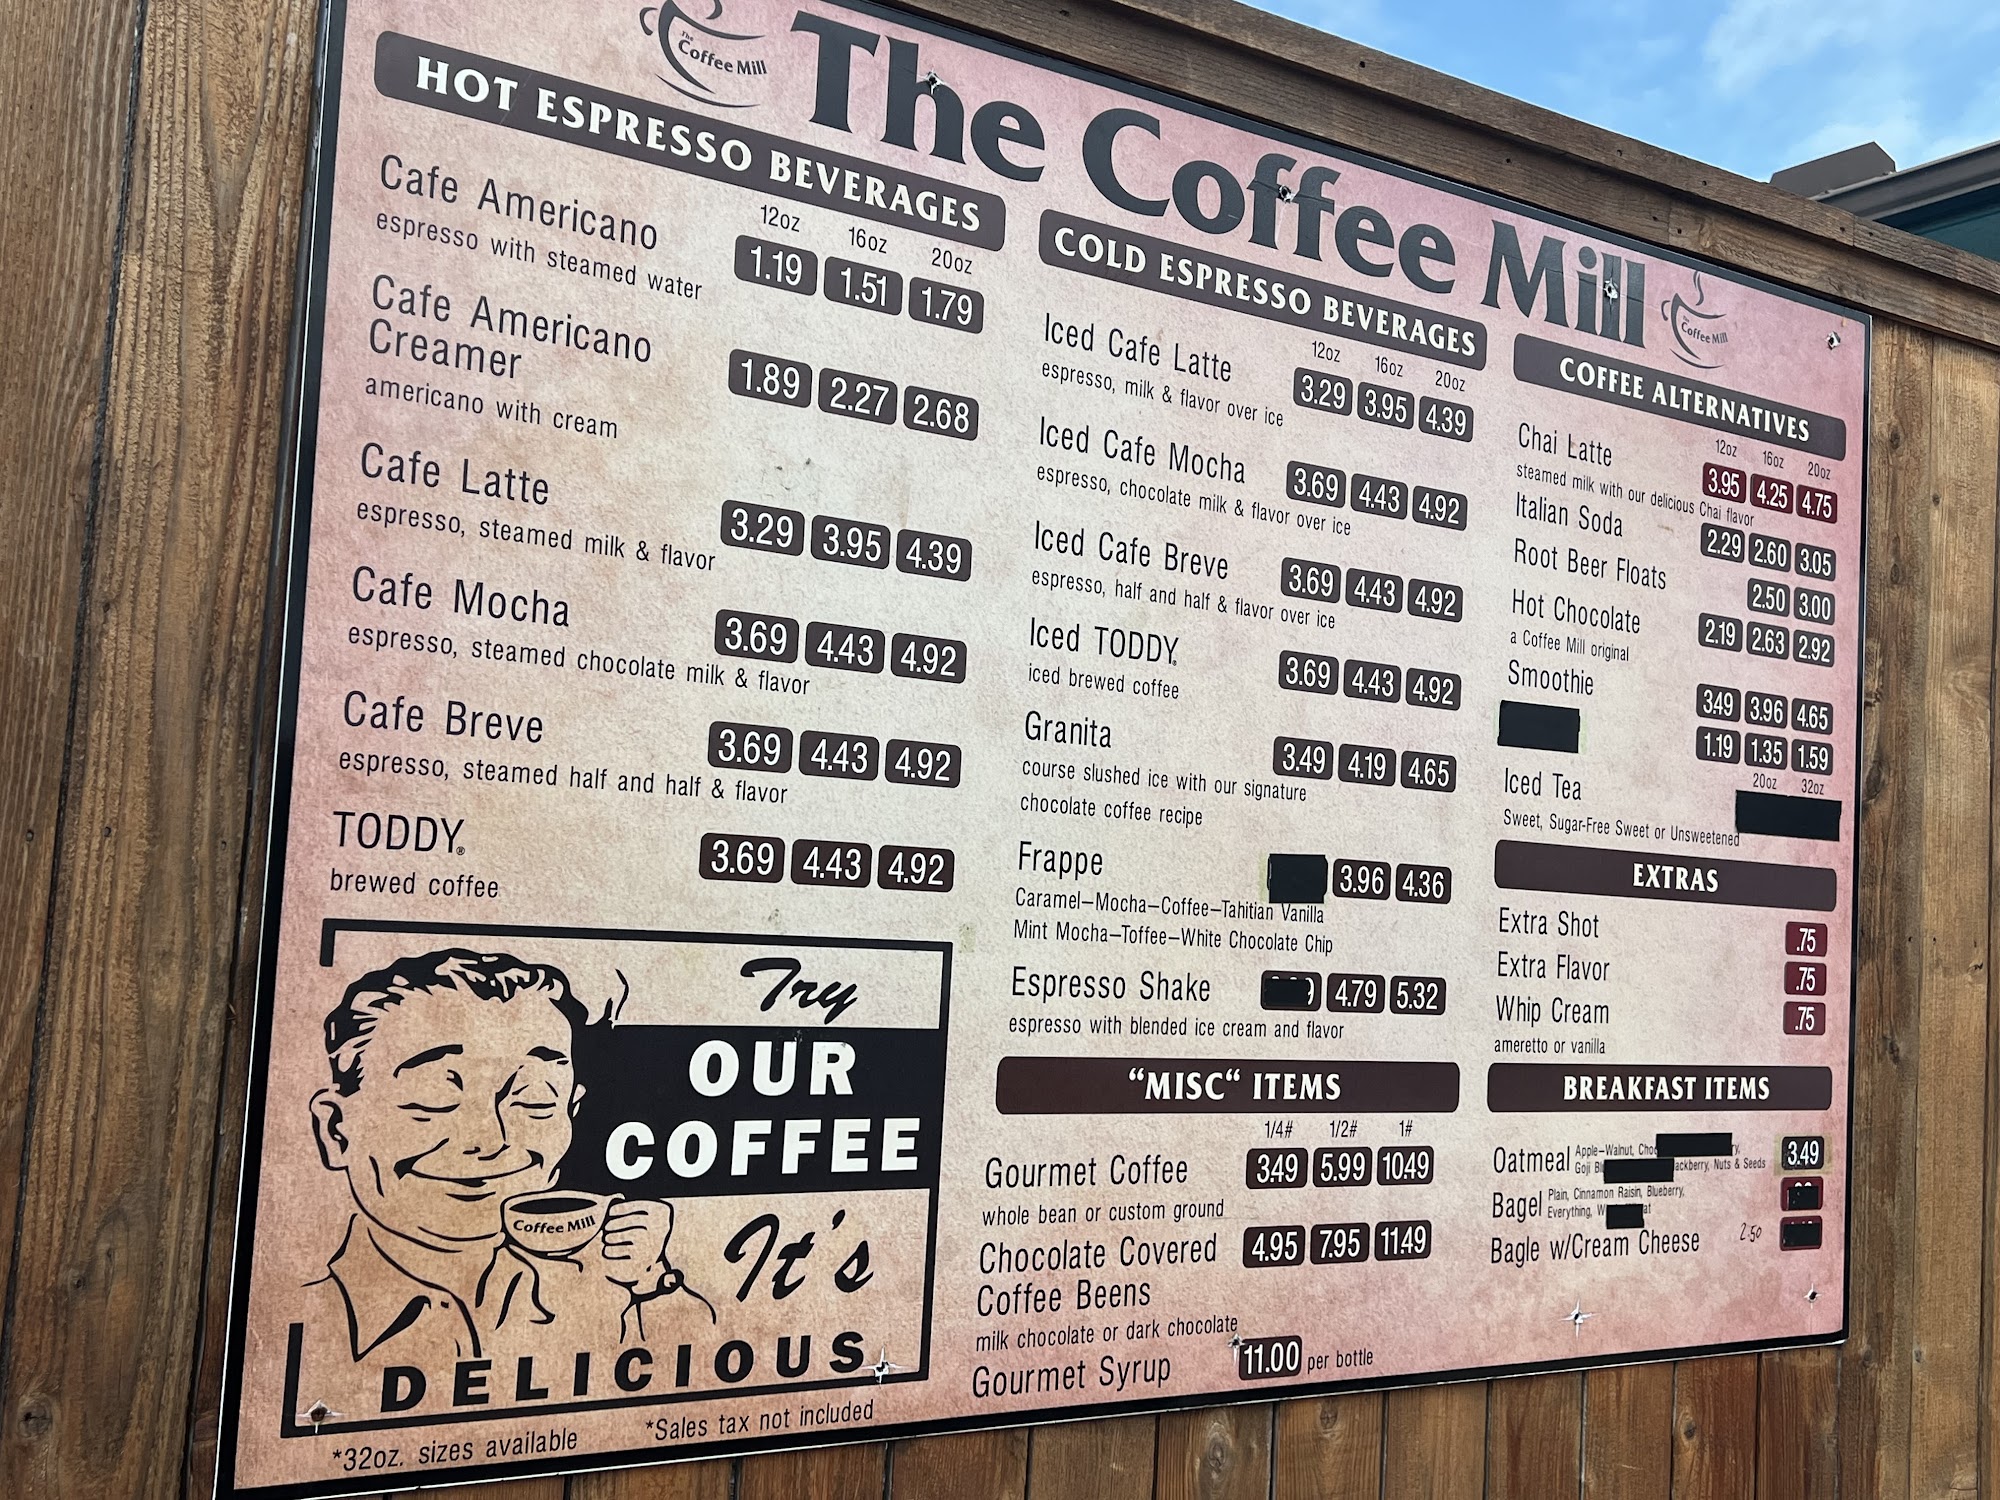 The Coffee Mill
The Coffee Mill
The Coffee Mill
HOT ESPRESSO BEVERAGES
12oz 16oz 20oz
Cafe Americano 1.19 1.51 1.79
espresso with steamed water
Cafe Americano
Creamer 1.89 2.27 2.68
americano with cream
Cafe Latte 3.29 3.95 4.39
espresso, steamed milk & flavor
Cafe Mocha 3.69 4.43 4.92
espresso, steamed chocolate milk & flavor
Cafe Breve 3.69 4.43 4.92
espresso, steamed half and half & flavor
TODDY® 3.69 4.43 4.92
brewed coffee
Try
OUR
COFFEE
It's
DELICIOUS
Coffee Mill
*32oz. sizes available *Sales tax not included
COLD ESPRESSO BEVERAGES
12oz 16oz 20oz
Iced Cafe Latte 3.29 3.95 4.39
espresso, milk & flavor over ice
Iced Cafe Mocha 3.69 4.43 4.92
espresso, chocolate milk & flavor over ice
Iced Cafe Breve 3.69 4.43 4.92
espresso, half and half & flavor over ice
Iced TODDY® 3.69 4.43 4.92
iced brewed coffee
Granita 3.49 4.19 4.65
course slushed ice with our signature
chocolate coffee recipe
Frappe 3.96 4.36
Caramel–Mocha–Coffee–Tahitian Vanilla
Mint Mocha–Toffee–White Chocolate Chip
Espresso Shake 4.79 5.32
espresso with blended ice cream and flavor
"MISC" ITEMS
1/4# 1/2# 1#
Gourmet Coffee 3.49 5.99 10.49
whole bean or custom ground
Chocolate Covered 4.95 7.95 11.49
Coffee Beens
milk chocolate or dark chocolate
Gourmet Syrup 11.00 per bottle
COFFEE ALTERNATIVES
12oz 16oz 20oz
Chai Latte 3.95 4.25 4.75
steamed milk with our delicious Chai flavor
Italian Soda 2.29 2.60 3.05
Root Beer Floats 2.50 3.00
Hot Chocolate 2.19 2.63 2.92
a Coffee Mill original
Smoothie 3.49 3.96 4.65
1.19 1.35 1.59
20oz 32oz
Iced Tea
Sweet, Sugar-Free Sweet or Unsweetened
EXTRAS
Extra Shot .75
Extra Flavor .75
Whip Cream .75
ameretto or vanilla
BREAKFAST ITEMS
Oatmeal Apple–Walnut, 3.49
Goji Nuts & Seeds
Bagel Plain, Cinnamon Raisin, Blueberry,
Everything,
Bagle w/Cream Cheese 2.50